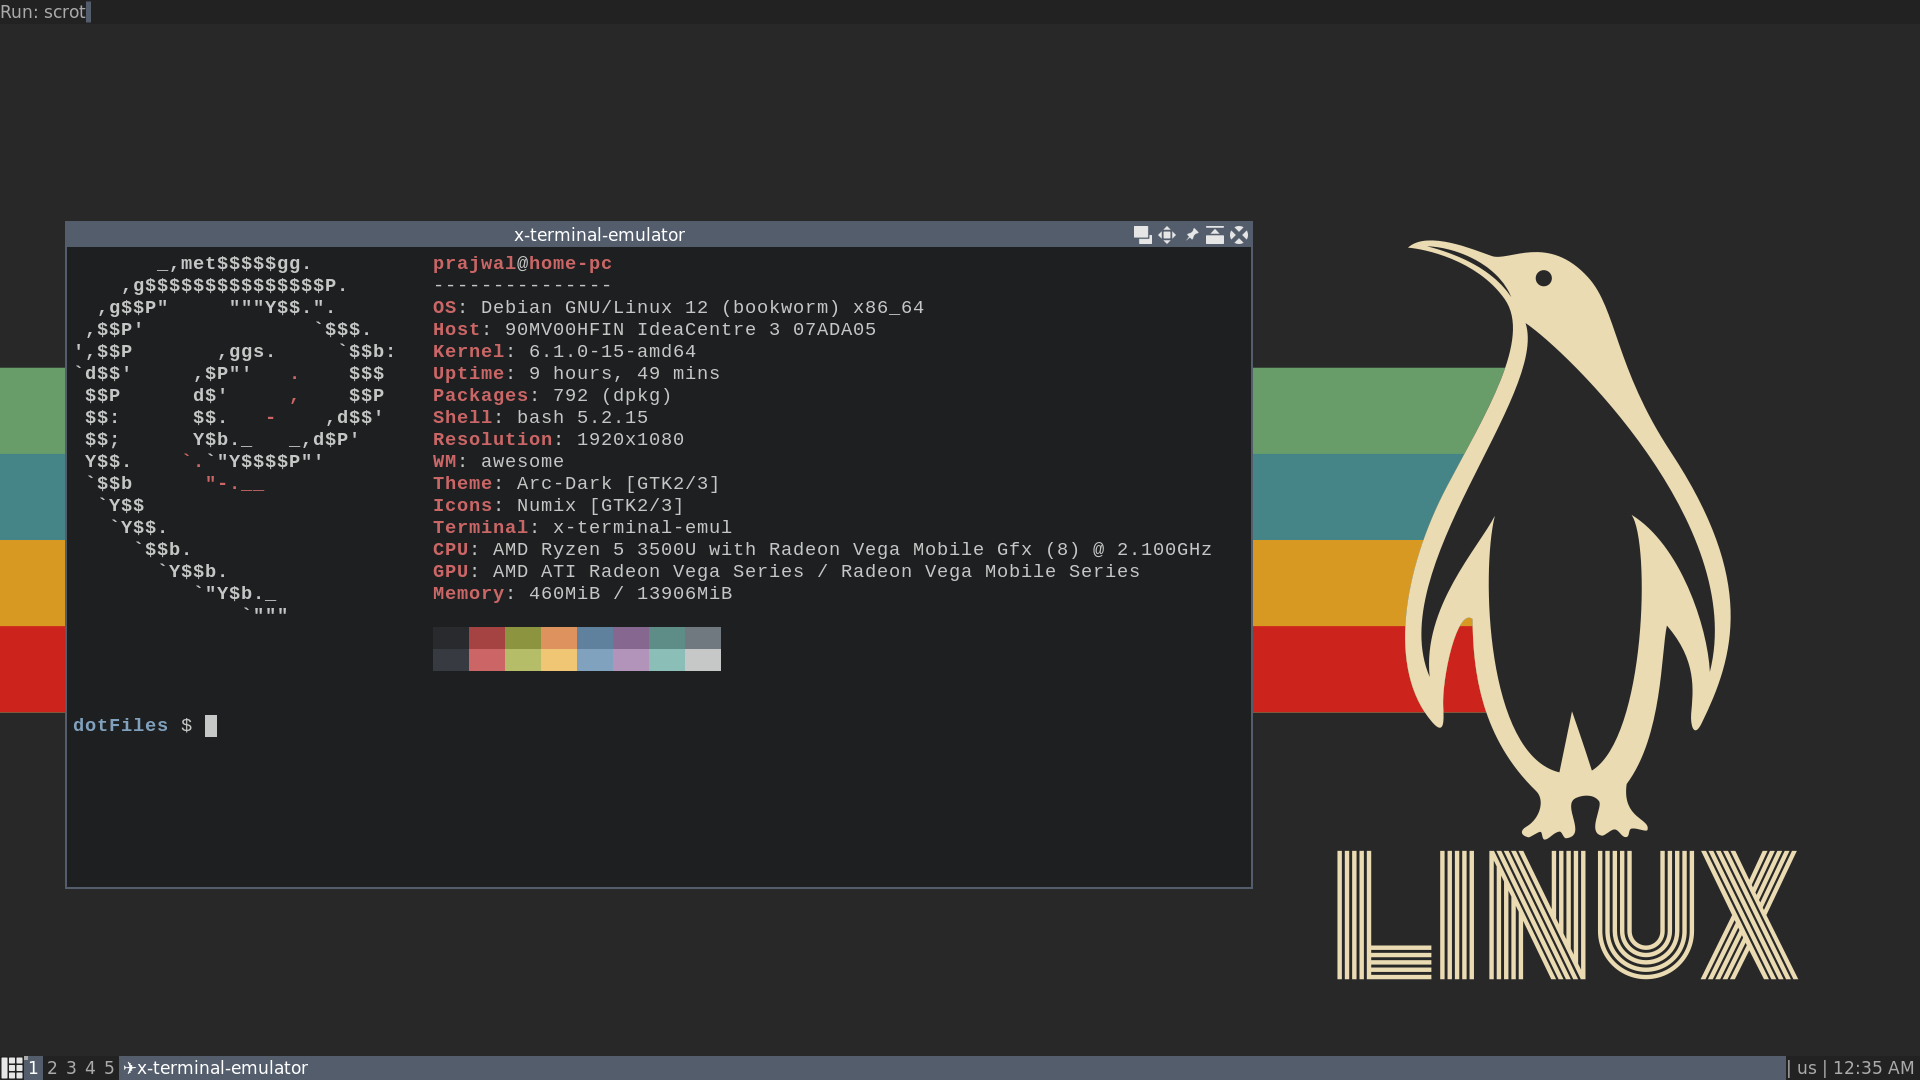 Run: scrot
x-terminal-emulator
_,met$$$$$gg.
,g$$$$$$$$$$$$$$$P.
,g$$P"     """Y$$.".
,$$P'              `$$$.
',$$P       ,ggs.     `$$b:
`d$$'     ,$P"'   .    $$$
$$P      d$'     ,    $$P
$$:      $$.   -    ,d$$'
$$;      Y$b._   _,d$P'
Y$$.    `.`"Y$$$$P"'
`$$b      "-.__
`Y$$
`Y$$.
`$$b.
`Y$$b.
`"Y$b._
`"""
prajwal@home-pc
---------------
OS: Debian GNU/Linux 12 (bookworm) x86_64
Host: 90MV00HFIN IdeaCentre 3 07ADA05
Kernel: 6.1.0-15-amd64
Uptime: 9 hours, 49 mins
Packages: 792 (dpkg)
Shell: bash 5.2.15
Resolution: 1920x1080
WM: awesome
Theme: Arc-Dark [GTK2/3]
Icons: Numix [GTK2/3]
Terminal: x-terminal-emul
CPU: AMD Ryzen 5 3500U with Radeon Vega Mobile Gfx (8) @ 2.100GHz
GPU: AMD ATI Radeon Vega Series / Radeon Vega Mobile Series
Memory: 460MiB / 13906MiB
dotFiles $
LINUX
1 2 3 4 5 ✈x-terminal-emulator | us | 12:35 AM